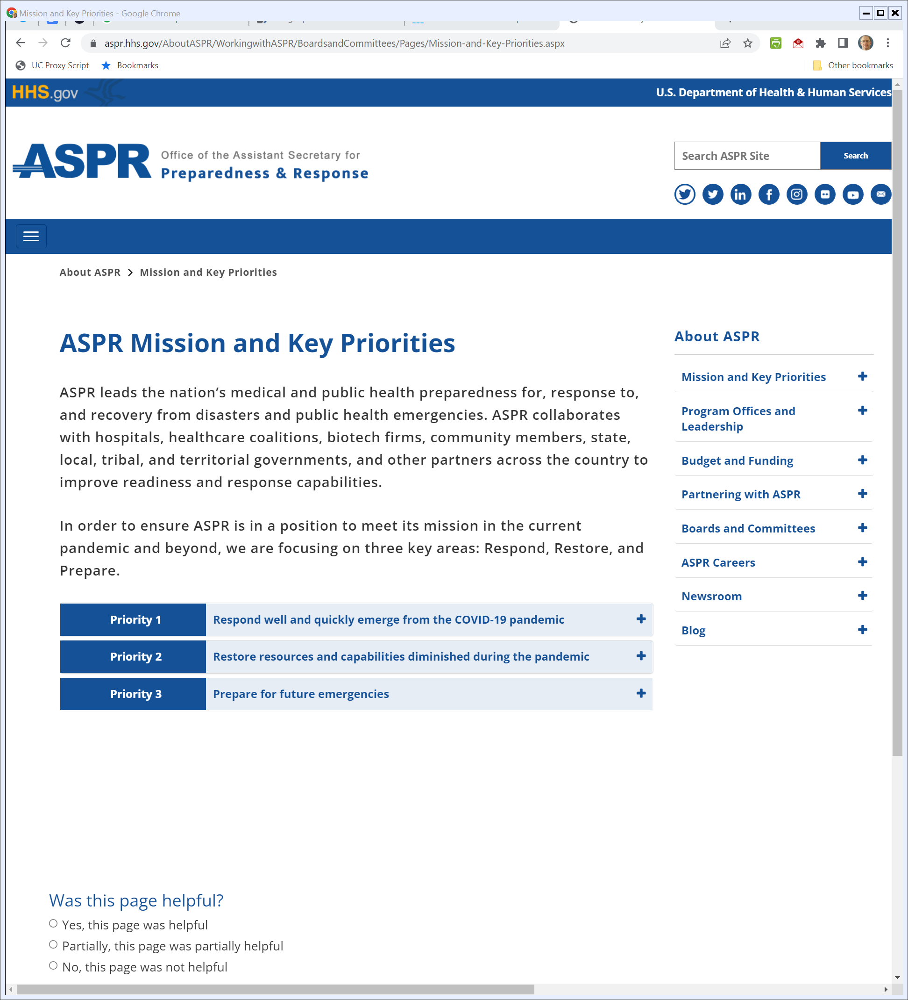 Mission and Key Priorities - Google Chrome
aspr.hhs.gov/AboutASPR/WorkingwithASPR/BoardsandCommittees/Pages/Mission-and-Key-Priorities.aspx
UC Proxy Script
Bookmarks
Other bookmarks
HHS.gov
U.S. Department of Health & Human Services
ASPR
Office of the Assistant Secretary for
Preparedness & Response
Search ASPR Site
Search
About ASPR > Mission and Key Priorities
ASPR Mission and Key Priorities
ASPR leads the nation’s medical and public health preparedness for, response to,
and recovery from disasters and public health emergencies. ASPR collaborates
with hospitals, healthcare coalitions, biotech firms, community members, state,
local, tribal, and territorial governments, and other partners across the country to
improve readiness and response capabilities.
In order to ensure ASPR is in a position to meet its mission in the current
pandemic and beyond, we are focusing on three key areas: Respond, Restore, and
Prepare.
Priority 1
Respond well and quickly emerge from the COVID-19 pandemic
Priority 2
Restore resources and capabilities diminished during the pandemic
Priority 3
Prepare for future emergencies
About ASPR
Mission and Key Priorities
Program Offices and
Leadership
Budget and Funding
Partnering with ASPR
Boards and Committees
ASPR Careers
Newsroom
Blog
Was this page helpful?
Yes, this page was helpful
Partially, this page was partially helpful
No, this page was not helpful